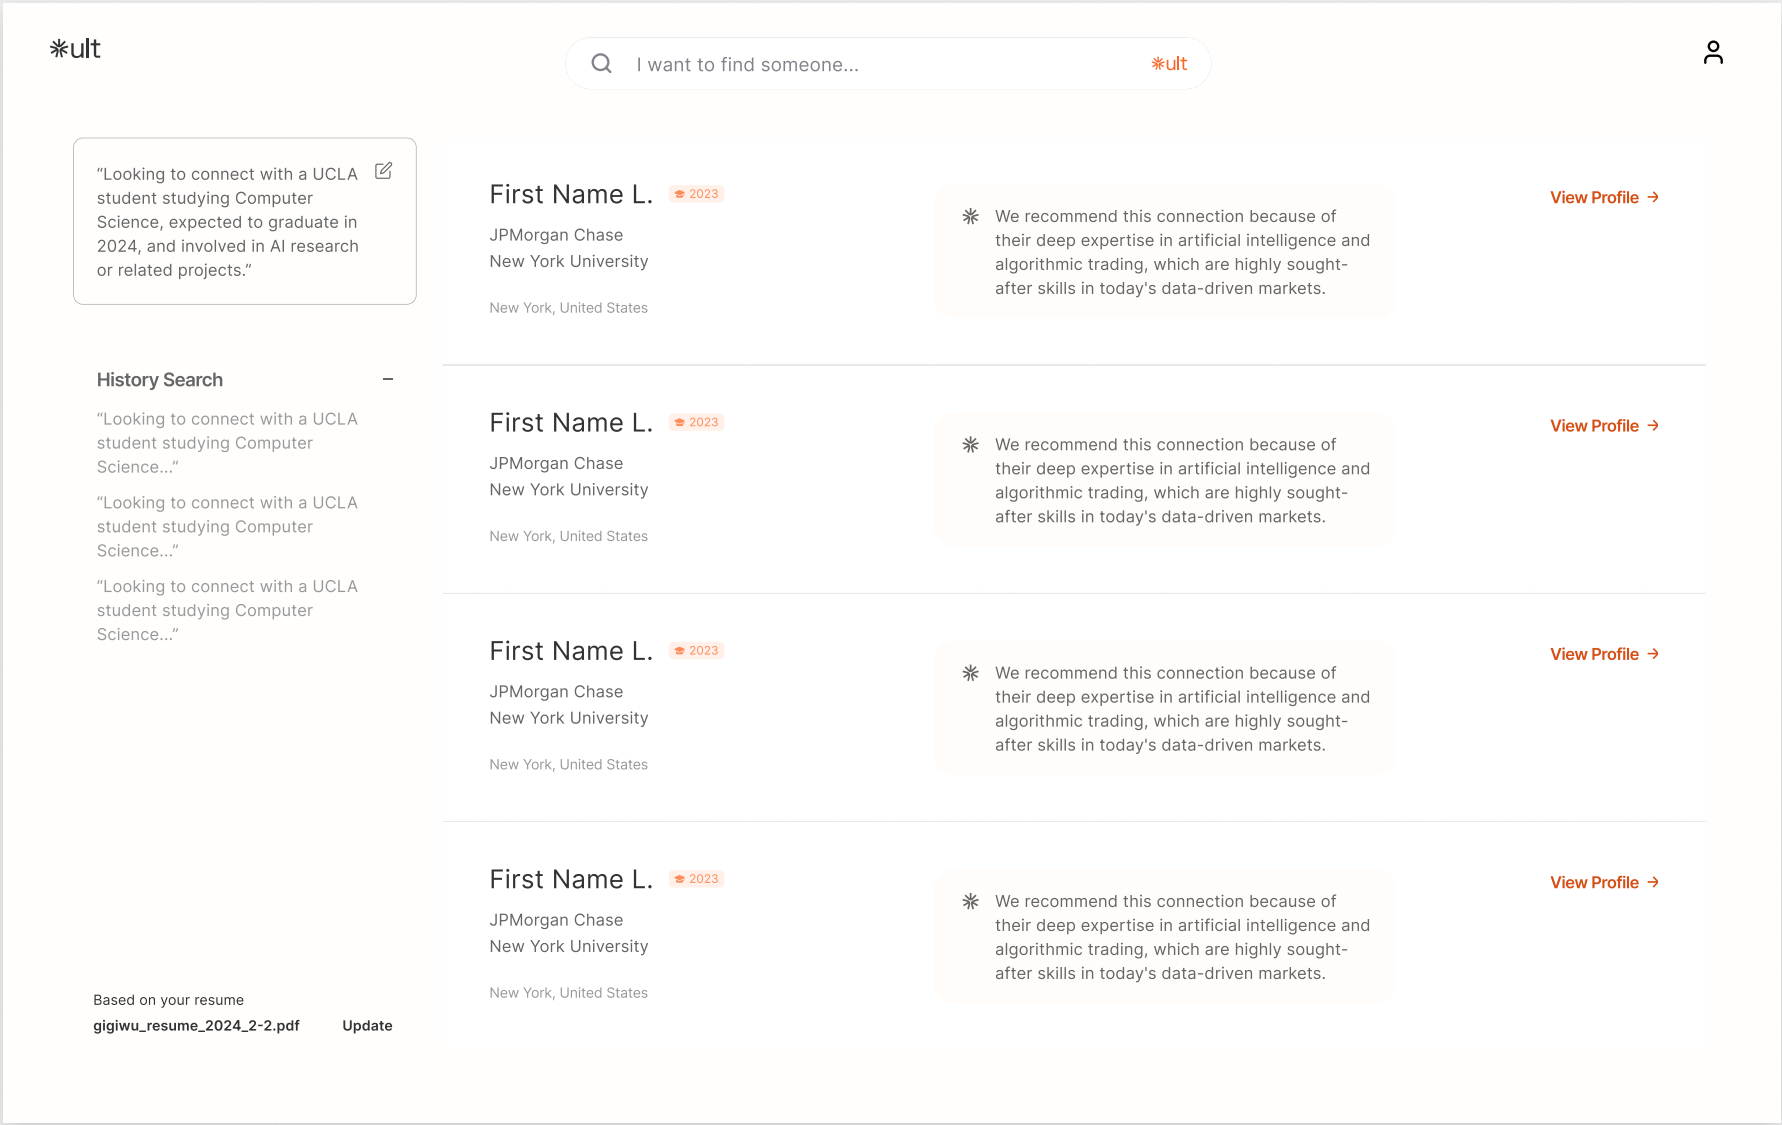 ult
I want to find someone...
ult
“Looking to connect with a UCLA
student studying Computer
Science, expected to graduate in
2024, and involved in AI research
or related projects.”
History Search
“Looking to connect with a UCLA
student studying Computer
Science...”
“Looking to connect with a UCLA
student studying Computer
Science...”
“Looking to connect with a UCLA
student studying Computer
Science...”
Based on your resume
gigiwu_resume_2024_2-2.pdf
Update
First Name L.
2023
JPMorgan Chase
New York University
New York, United States
We recommend this connection because of
their deep expertise in artificial intelligence and
algorithmic trading, which are highly sought-
after skills in today's data-driven markets.
View Profile
First Name L.
2023
JPMorgan Chase
New York University
New York, United States
We recommend this connection because of
their deep expertise in artificial intelligence and
algorithmic trading, which are highly sought-
after skills in today's data-driven markets.
View Profile
First Name L.
2023
JPMorgan Chase
New York University
New York, United States
We recommend this connection because of
their deep expertise in artificial intelligence and
algorithmic trading, which are highly sought-
after skills in today's data-driven markets.
View Profile
First Name L.
2023
JPMorgan Chase
New York University
New York, United States
We recommend this connection because of
their deep expertise in artificial intelligence and
algorithmic trading, which are highly sought-
after skills in today's data-driven markets.
View Profile